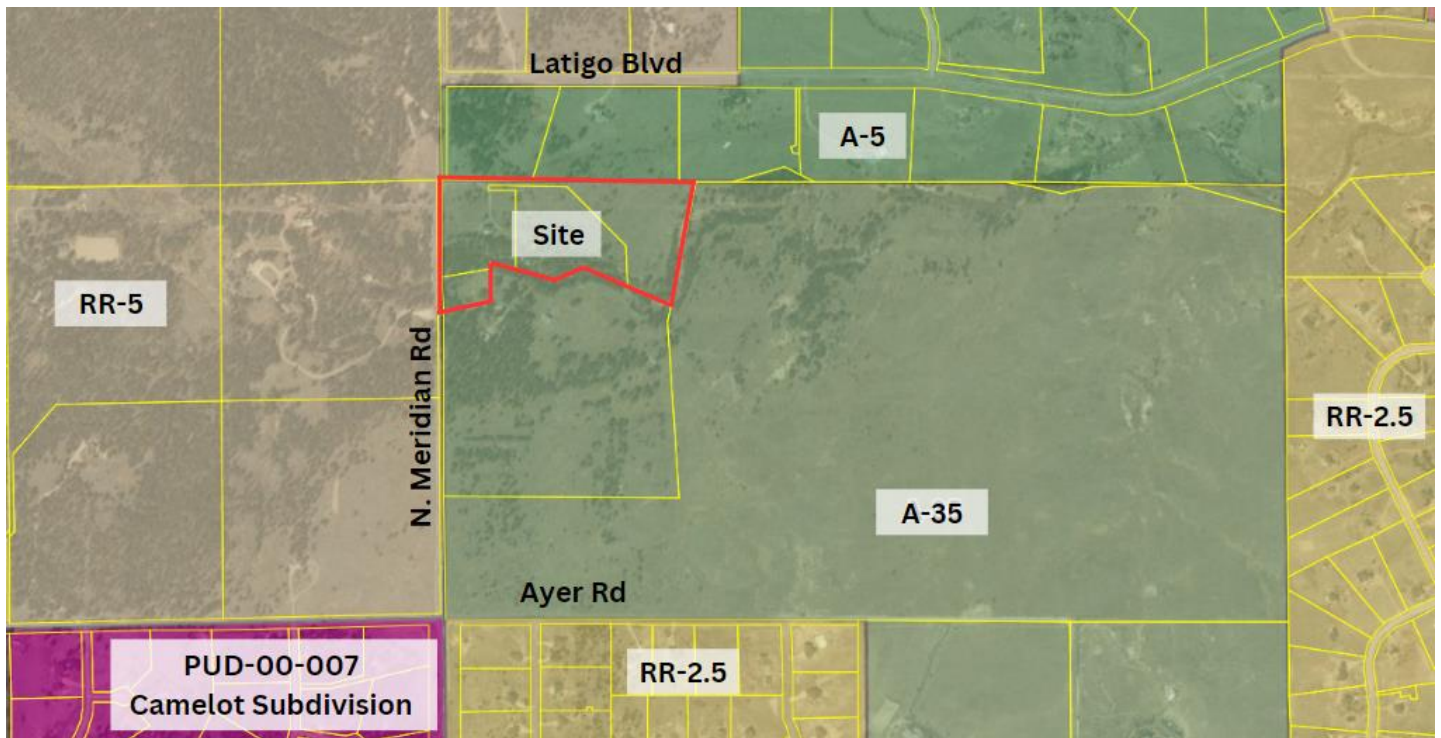 Latigo Blvd
A-5
Site
RR-5
N. Meridian Rd
RR-2.5
A-35
Ayer Rd
PUD-00-007
Camelot Subdivision
RR-2.5